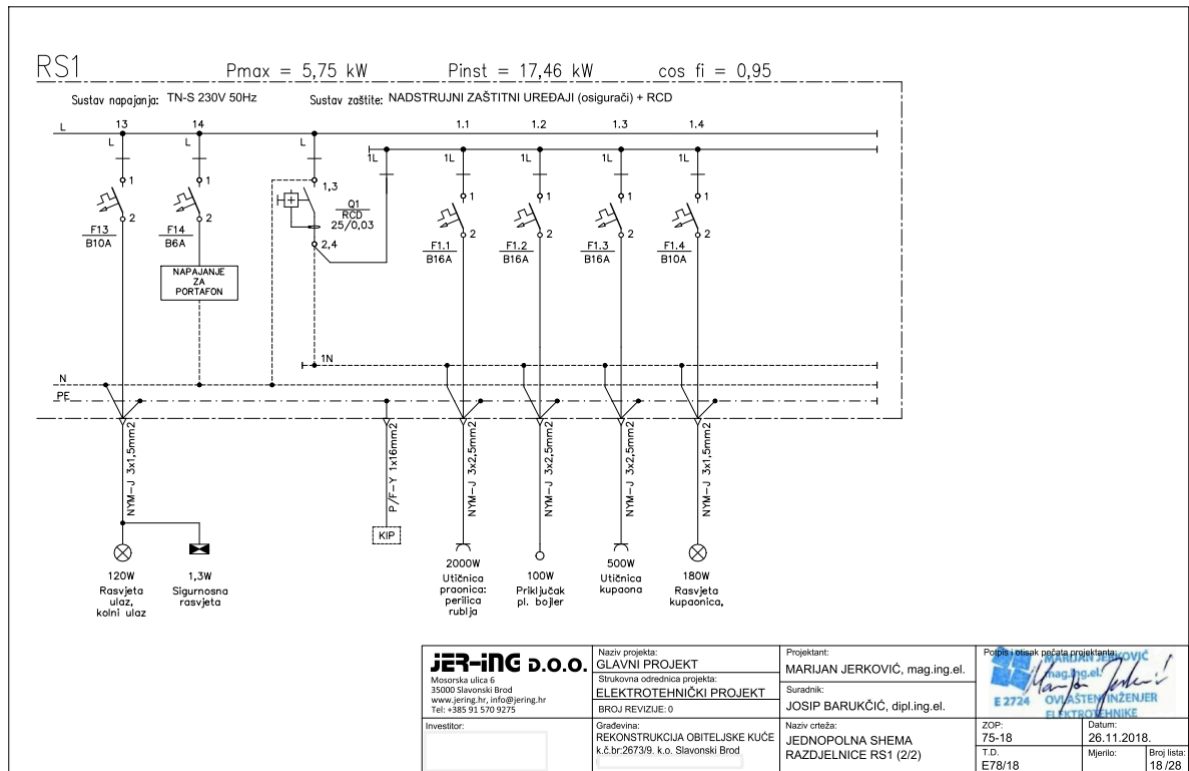 RS1
Pmax = 5,75 kW
Pinst = 17,46 kW
cos fi = 0,95
Sustav napajanja: TN-S 230V 50Hz
Sustav zaštite: NADSTRUJNI ZAŠTITNI UREĐAJI (osigurači) + RCD
L
13
14
1.1
1.2
1.3
1.4
L
L
L
1L
1L
1L
1L
1L
1
1
1,3
1
1
1
1
2
2
Q1
RCD
25/0,03
2
2
2
2
F13
B10A
F14
B6A
2,4
F1.1
B16A
F1.2
B16A
F1.3
B16A
F1.4
B10A
NAPAJANJE
ZA
PORTAFON
1N
N
PE
NYM-J 3x1,5mm2
P/F-Y 1x16mm2
NYM-J 3x2,5mm2
NYM-J 3x2,5mm2
NYM-J 3x2,5mm2
NYM-J 3x1,5mm2
KIP
120W
Rasvjeta
ulaz,
kolni ulaz
1,3W
Sigurnosna
rasvjeta
2000W
Utičnica
praonica:
perilica
rublja
100W
Priključak
pl. bojler
500W
Utičnica
kupaona
180W
Rasvjeta
kupaonica,
JER-ING D.O.O.
Mosorska ulica 6
35000 Slavonski Brod
www.jering.hr, info@jering.hr
Tel: +385 91 570 9275
Naziv projekta:
GLAVNI PROJEKT
Strukovna odrednica projekta:
ELEKTROTEHNIČKI PROJEKT
BROJ REVIZIJE: 0
Projektant:
MARIJAN JERKOVIĆ, mag.ing.el.
Suradnik:
JOSIP BARUKČIĆ, dipl.ing.el.
Potpis i otisak pečata projektanta:
MARIJAN JERKOVIĆ
mag.ing.el.
E 2724 OVLAŠTENI INŽENJER
ELEKTROTEHNIKE
Investitor:
Građevina:
REKONSTRUKCIJA OBITELJSKE KUĆE
k.č.br:2673/9. k.o. Slavonski Brod
Naziv crteža:
JEDNOPOLNA SHEMA
RAZDJELNICE RS1 (2/2)
ZOP:
75-18
Datum:
26.11.2018.
T.D.
E78/18
Mjerilo:
Broj lista:
18 /28